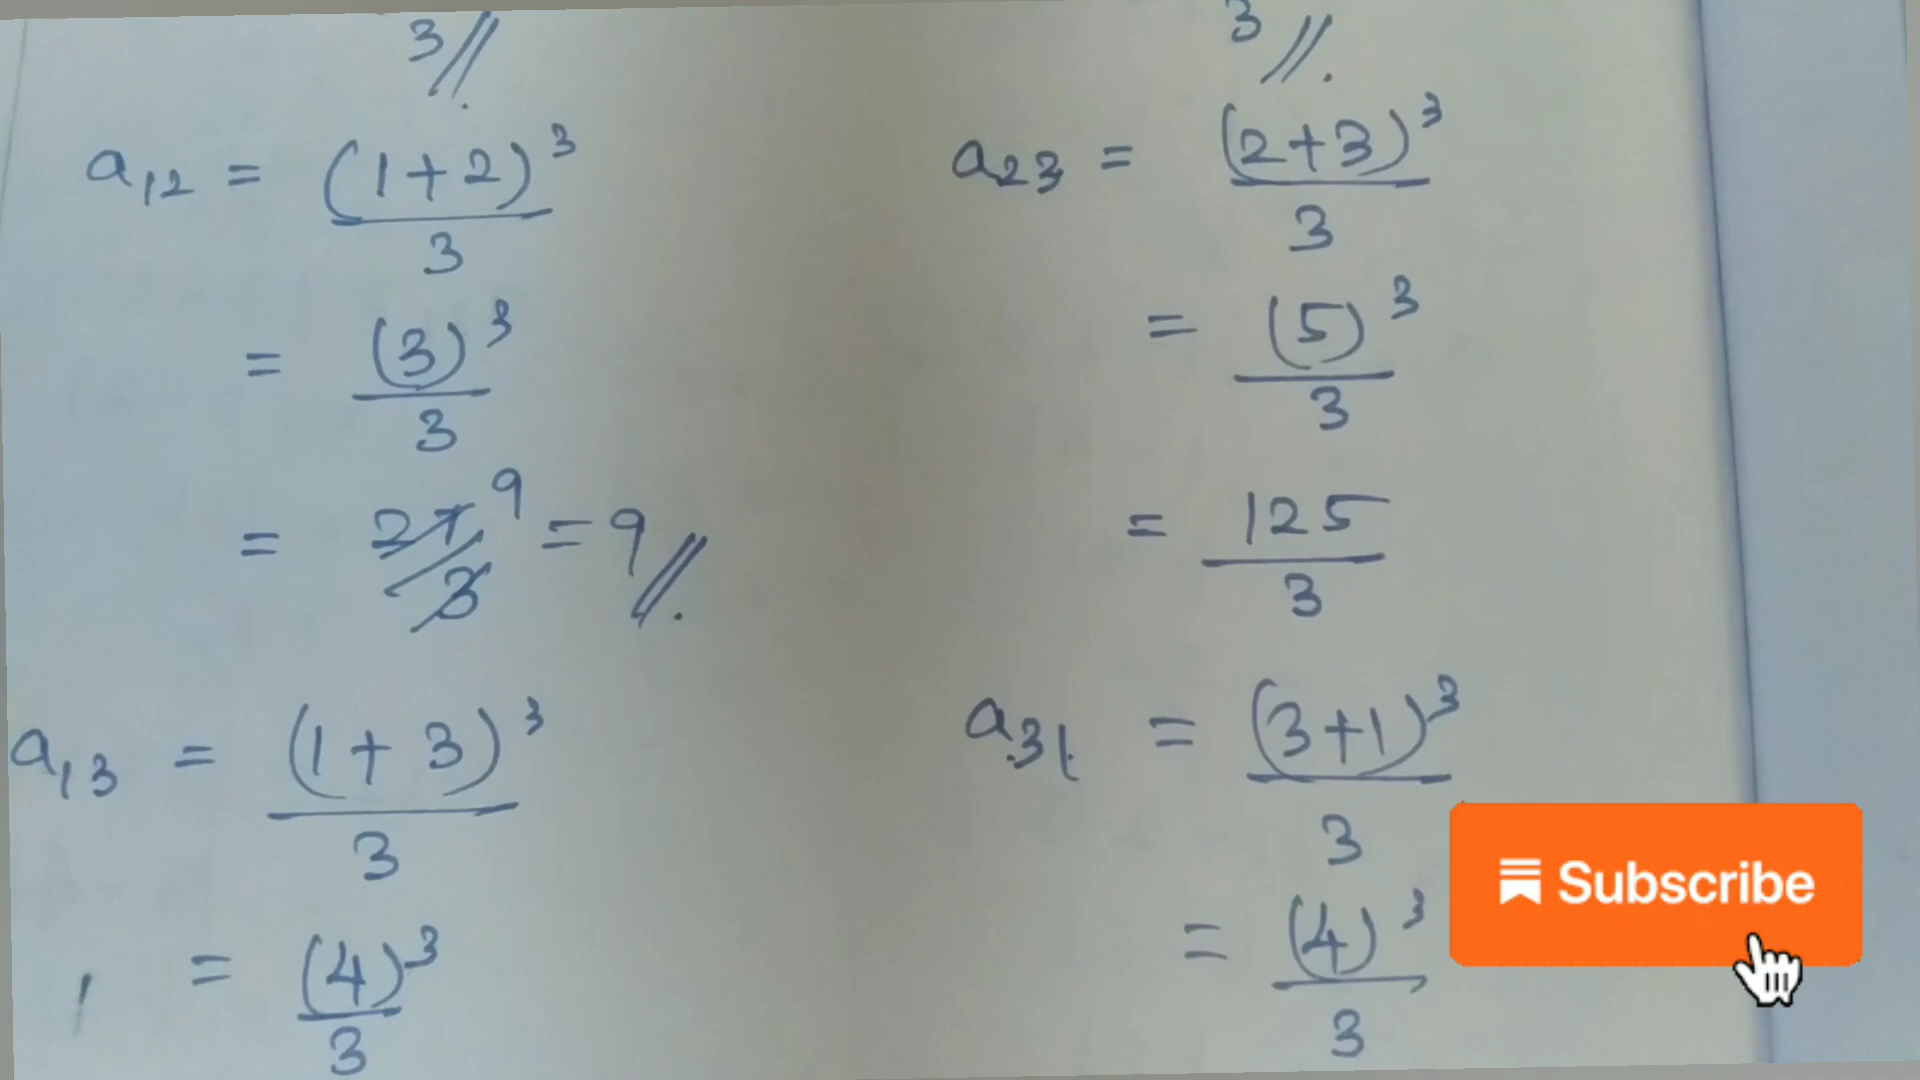 3//.
a12 = (1+2)^3
3
= (3)^3
3
= 27/3 9 = 9//.
a13 = (1+3)^3
3
= (4)^3
3
3//.
a23 = (2+3)^3
3
= (5)^3
3
= 125
3
a31 = (3+1)^3
3
= (4)^3
3
Subscribe